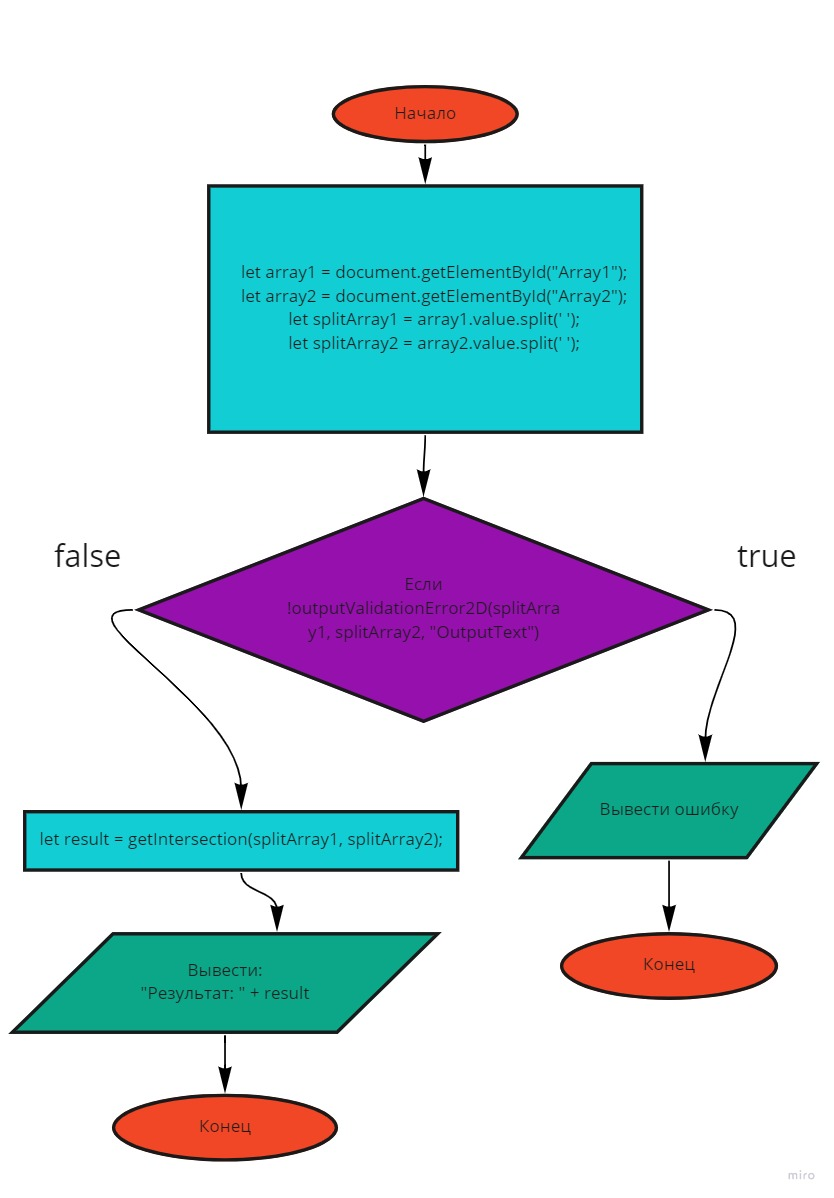 Начало
let array1 = document.getElementById("Array1");
let array2 = document.getElementById("Array2");
let splitArray1 = array1.value.split(' ');
let splitArray2 = array2.value.split(' ');
false
true
Если
!outputValidationError2D(splitArra
y1, splitArray2, "OutputText")
Вывести ошибку
let result = getIntersection(splitArray1, splitArray2);
Вывести:
"Результат: " + result
Конец
Конец
miro